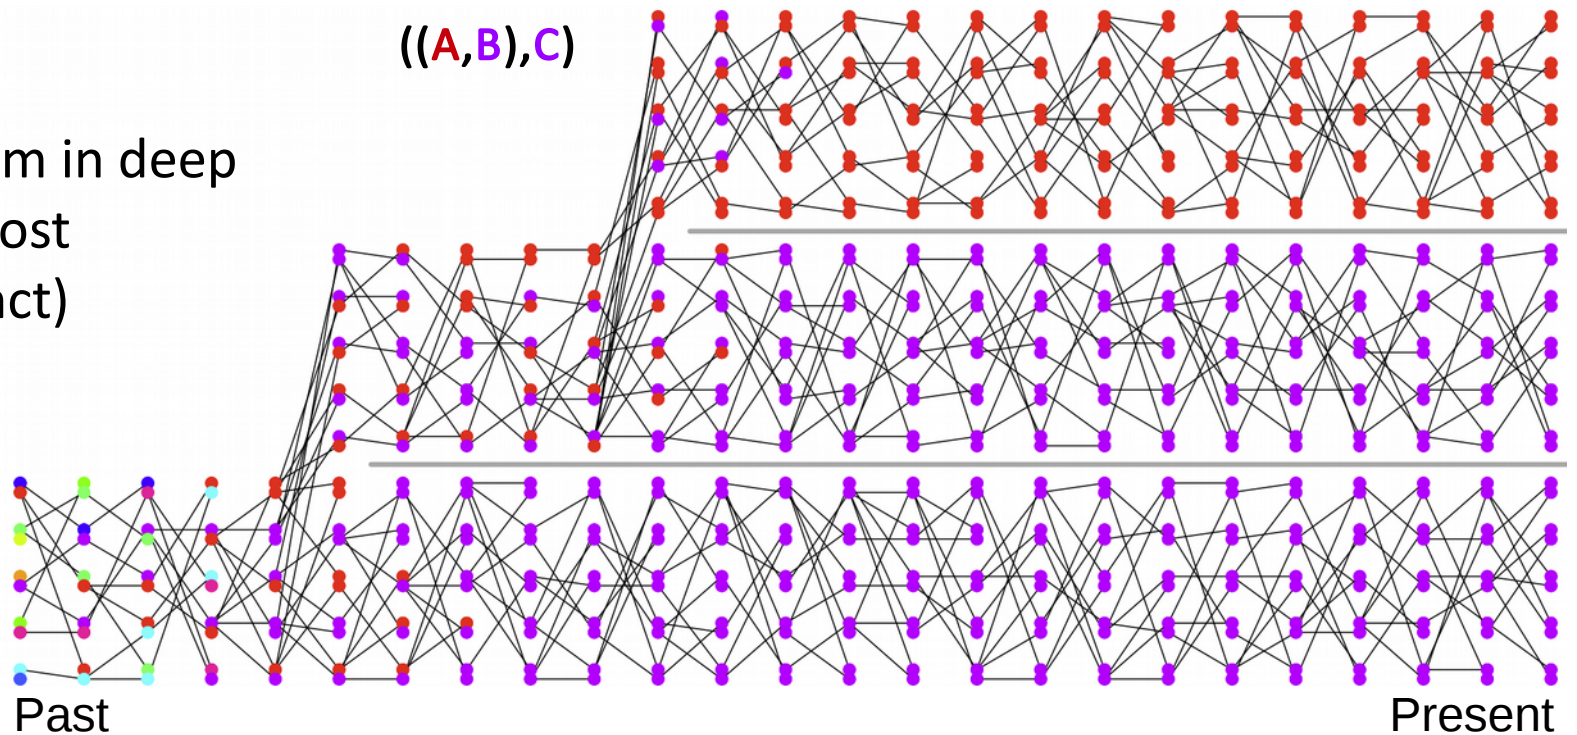 ((A,B),C)
m in deep
ost
ct)
Past
Present